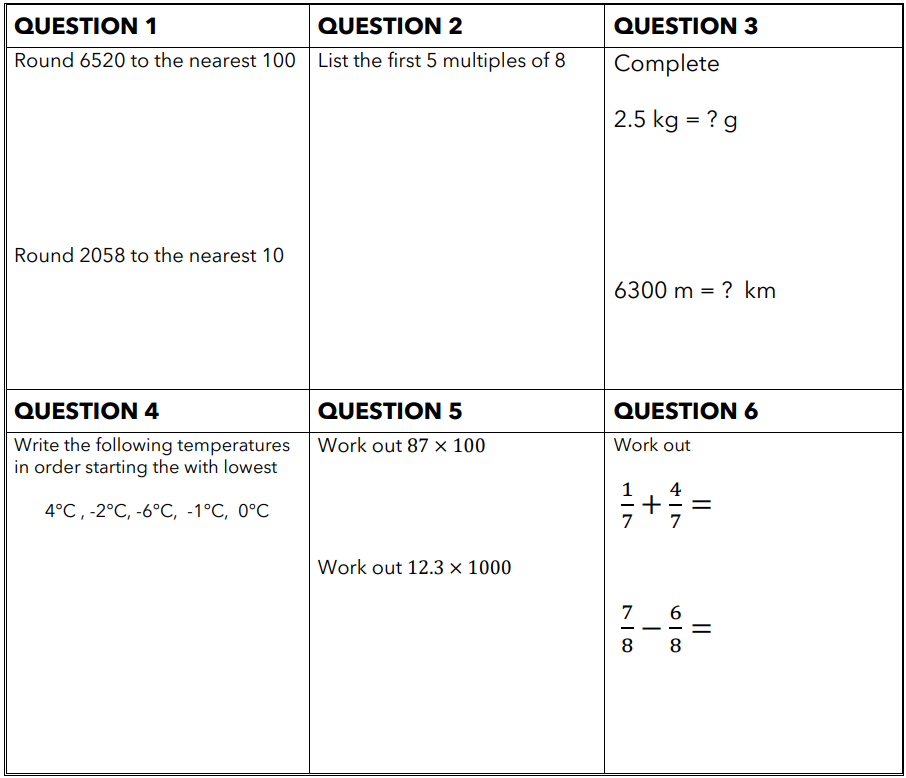 QUESTION 1
Round 6520 to the nearest 100
Round 2058 to the nearest 10
QUESTION 2
List the first 5 multiples of 8
QUESTION 3
Complete
2.5 kg = ? g
6300 m = ? km
QUESTION 4
Write the following temperatures
in order starting the with lowest
4°C , -2°C, -6°C, -1°C, 0°C
QUESTION 5
Work out 87 × 100
Work out 12.3 × 1000
QUESTION 6
Work out
1/7 + 4/7 =
7/8 − 6/8 =